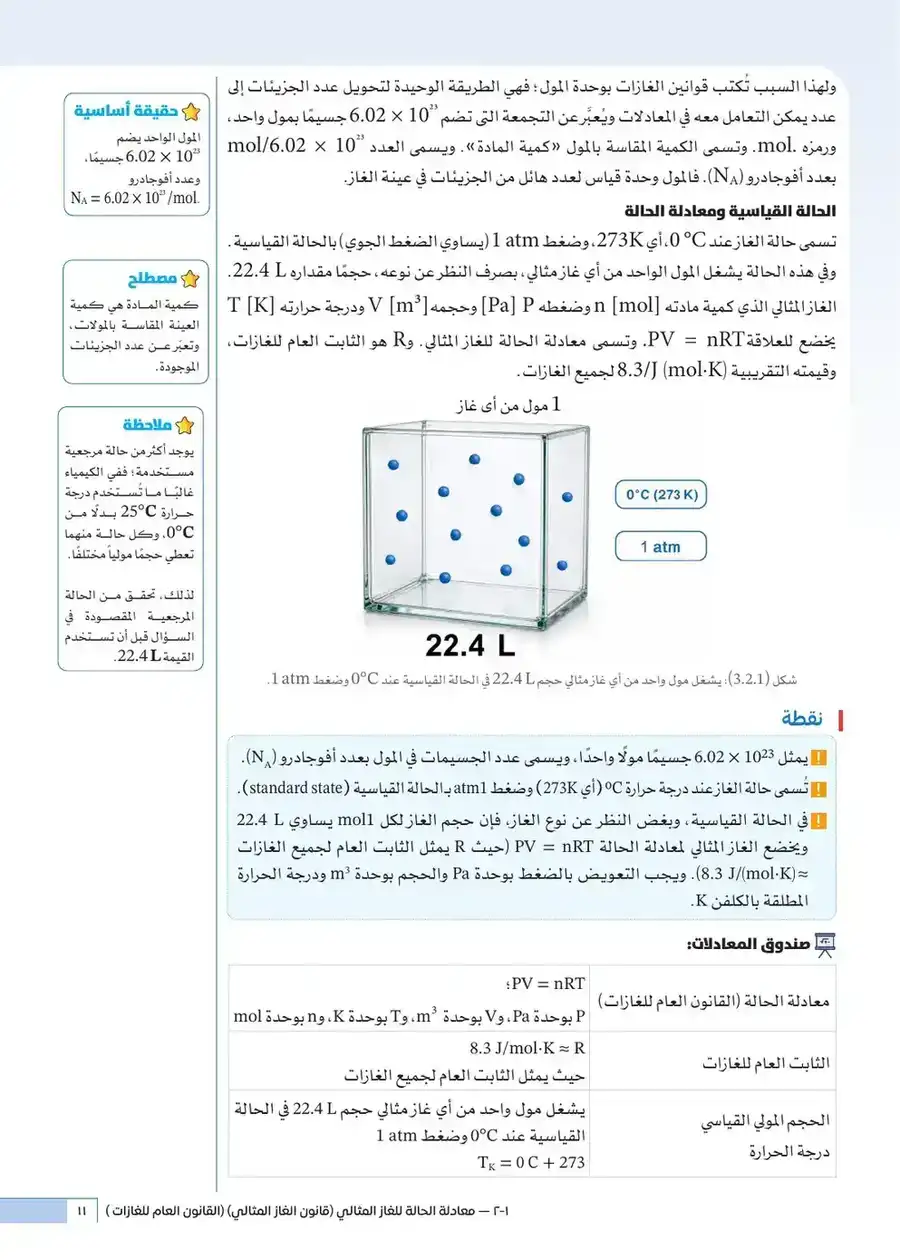 ولهذا السبب تُكتب قوانين الغازات بوحدة المول؛ فهي الطريقة الوحيدة لتحويل عدد الجزيئات إلى
عدد يمكن التعامل معه في المعادلات ويُعبَّر عن التجمعة التى تضم 6.02 × 10²³ جسيمًا بمول واحد،
ورمزه mol. وتسمى الكمية المقاسة بالمول «كمية المادة». ويسمى العدد mol/6.02 × 10²³
بعدد أفوجادرو (N_A). فالمول وحدة قياس لعدد هائل من الجزيئات في عينة الغاز.
الحالة القياسية ومعادلة الحالة
تسمى حالة الغاز عند 0 °C، أي 273K، وضغط 1 atm (يساوي الضغط الجوي) بالحالة القياسية.
وفي هذه الحالة يشغل المول الواحد من أي غاز مثالي، بصرف النظر عن نوعه، حجمًا مقداره 22.4 L.
الغاز المثالي الذي كمية مادته n [mol] وضغطه P [Pa] وحجمه V [m³] ودرجة حرارته T [K]
يخضع للعلاقة PV = nRT. وتسمى معادلة الحالة للغاز المثالي. وR هو الثابت العام للغازات،
وقيمته التقريبية 8.3/J (mol·K) لجميع الغازات.
حقيقة أساسية
المول الواحد يضم
6.02 × 10²³ جسيمًا،
وعدد أفوجادرو
N_A = 6.02 × 10²³/mol.
مصطلح
كمية المادة هي كمية
العينة المقاسة بالمولات،
وتعبَر عن عدد الجزيئات
الموجودة.
ملاحظة
يوجد أكثر من حالة مرجعية
مستخدمة؛ ففي الكيمياء
غالبًا ما تُستخدم درجة
حرارة 25°C بدلًا من
0°C، وكل حالة منهما
تعطي حجمًا مولياً مختلفًا.
لذلك، تحقق من الحالة
المرجعية المقصودة في
السؤال قبل أن تستخدم
القيمة 22.4 L.
1 مول من أى غاز
0°C (273 K)
1 atm
22.4 L
شكل (3.2.1): يشغل مول واحد من أي غاز مثالي حجم 22.4 L في الحالة القياسية عند 0°C وضغط 1 atm.
نقطة
! يمثل 6.02 × 10²³ جسيمًا مولًا واحدًا، ويسمى عدد الجسيمات في المول بعدد أفوجادرو (N_A).
! تُسمى حالة الغاز عند درجة حرارة ºC (أي 273K) وضغط atm1 بـ الحالة القياسية (standard state).
! في الحالة القياسية، وبغض النظر عن نوع الغاز، فإن حجم الغاز لكل mol1 يساوي 22.4 L
ويخضع الغاز المثالي لمعادلة الحالة PV = nRT (حيث R يمثل الثابت العام لجميع الغازات
≈ 8.3 J/(mol·K)). ويجب التعويض بالضغط بوحدة Pa والحجم بوحدة m³ ودرجة الحرارة
المطلقة بالكلفن K.
صندوق المعادلات:
معادلة الحالة (القانون العام للغازات)
PV = nRT؛
P بوحدة Pa، وV بوحدة m³، وT بوحدة K، وn بوحدة mol
الثابت العام للغازات
8.3 J/mol·K ≈ R
حيث يمثل الثابت العام لجميع الغازات
الحجم المولي القياسي
درجة الحرارة
يشغل مول واحد من أي غاز مثالي حجم 22.4 L في الحالة
القياسية عند 0°C وضغط 1 atm
T_K = 0 C + 273
٢-١ — معادلة الحالة للغاز المثالي (قانون الغاز المثالي) (القانون العام للغازات )
١١